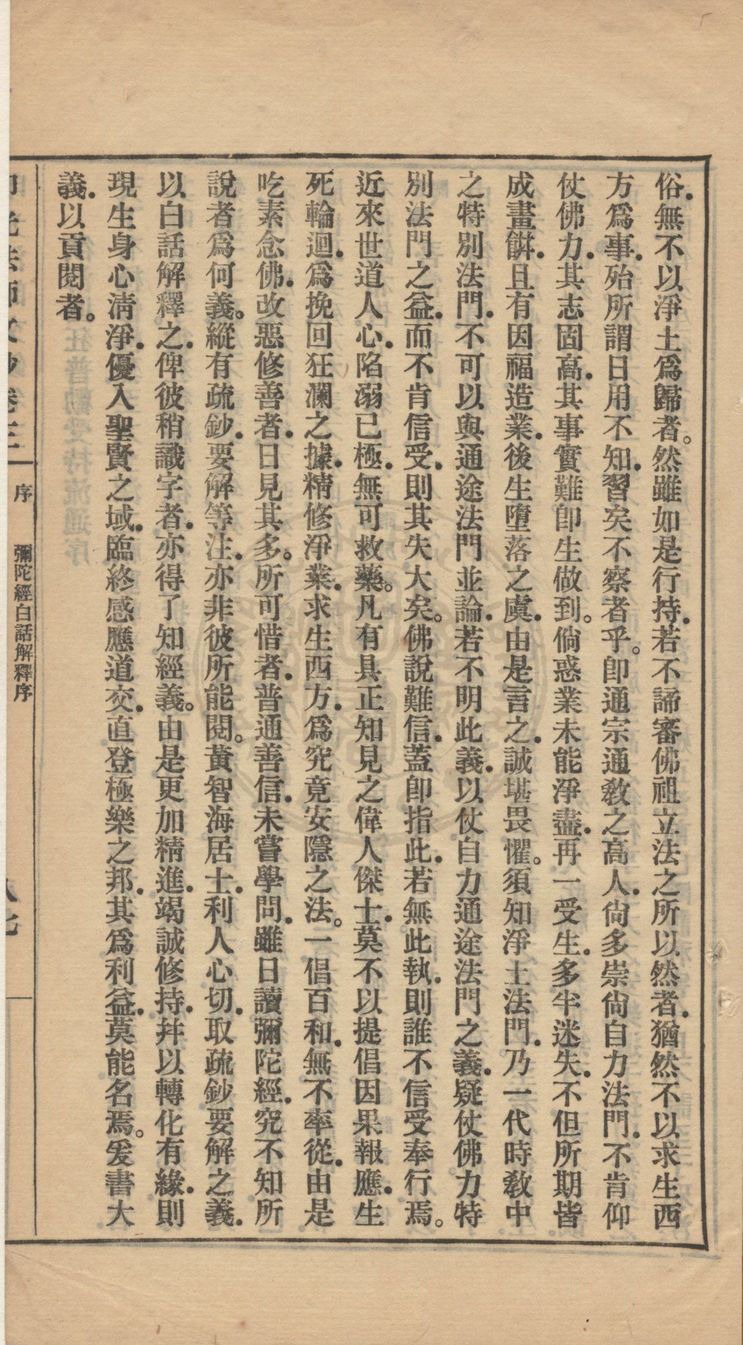 俗。無不以淨土爲歸者。然雖如是行持。若不諦審佛祖立法之所以然者。猶然不以求生西
方爲事。殆所謂日用不知。習矣不察者乎。卽通宗通敎之高人。尙多崇尙自力法門。不肯仰
仗佛力。其志固高。其事實難卽生做到。倘惑業未能淨盡。再一受生。多半迷失。不但所期皆
成畫餠。且有因福造業。後生墮落之虞。由是言之。誠堪畏懼。須知淨土法門。乃一代時敎中
之特別法門。不可以與通途法門並論。若不明此義。以仗自力通途法門之義。疑仗佛力特
別法門之益。而不肯信受。則其失大矣。佛說難信。蓋卽指此。若無此執。則誰不信受奉行焉。
近來世道人心。陷溺已極。無可救藥。凡有具正知見之偉人傑士。莫不以提倡因果報應。生
死輪迴。爲挽回狂瀾之據。精修淨業。求生西方。爲究竟安隱之法。一倡百和。無不率從。由是
吃素念佛。改惡修善者。日見其多。所可惜者。普通善信。未嘗學問。雖日讀彌陀經。究不知所
說者爲何義。縱有疏鈔。要解等注。亦非彼所能閱。黃智海居士。利人心切。取疏鈔要解之義。
以白話解釋之。俾彼稍識字者。亦得了知經義。由是更加精進。竭誠修持。幷以轉化有緣。則
現生身心淸淨。優入聖賢之域。臨終感應道交。直登極樂之邦。其爲利益。莫能名焉。爰書大
義。以貢閱者。
印光法師文鈔卷三 序 彌陀經白話解釋序 八七